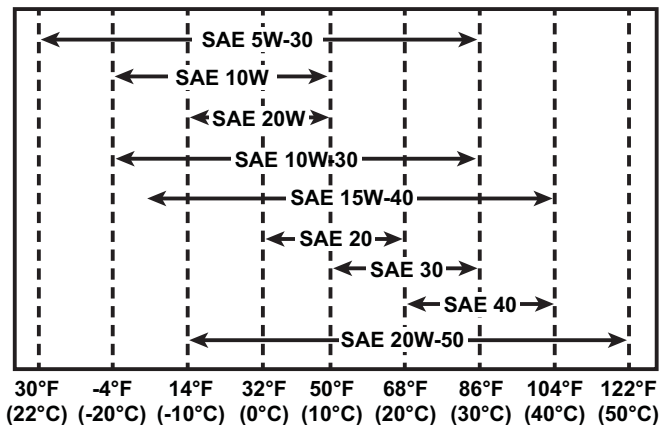 SAE 5W-30
SAE 10W
SAE 20W
SAE 10W-30
SAE 15W-40
SAE 20
SAE 30
SAE 40
SAE 20W-50
30°F -4°F 14°F 32°F 50°F 68°F 86°F 104°F 122°F
(22°C) (-20°C) (-10°C) (0°C) (10°C) (20°C) (30°C) (40°C) (50°C)